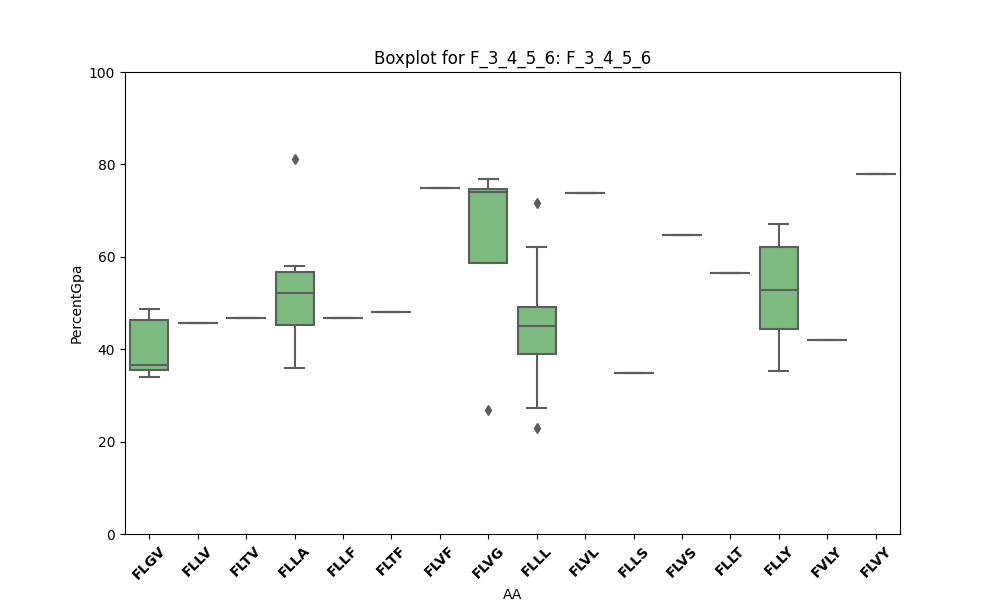 Boxplot for F_3_4_5_6: F_3_4_5_6
100
80
60
40
20
0
PercentGpa
FLGV FLLV FLTV FLLA FLLF FLTF FLVF FLVG FLLL FLVL FLLS FLVS FLLT FLLY FVLY FLVY
AA